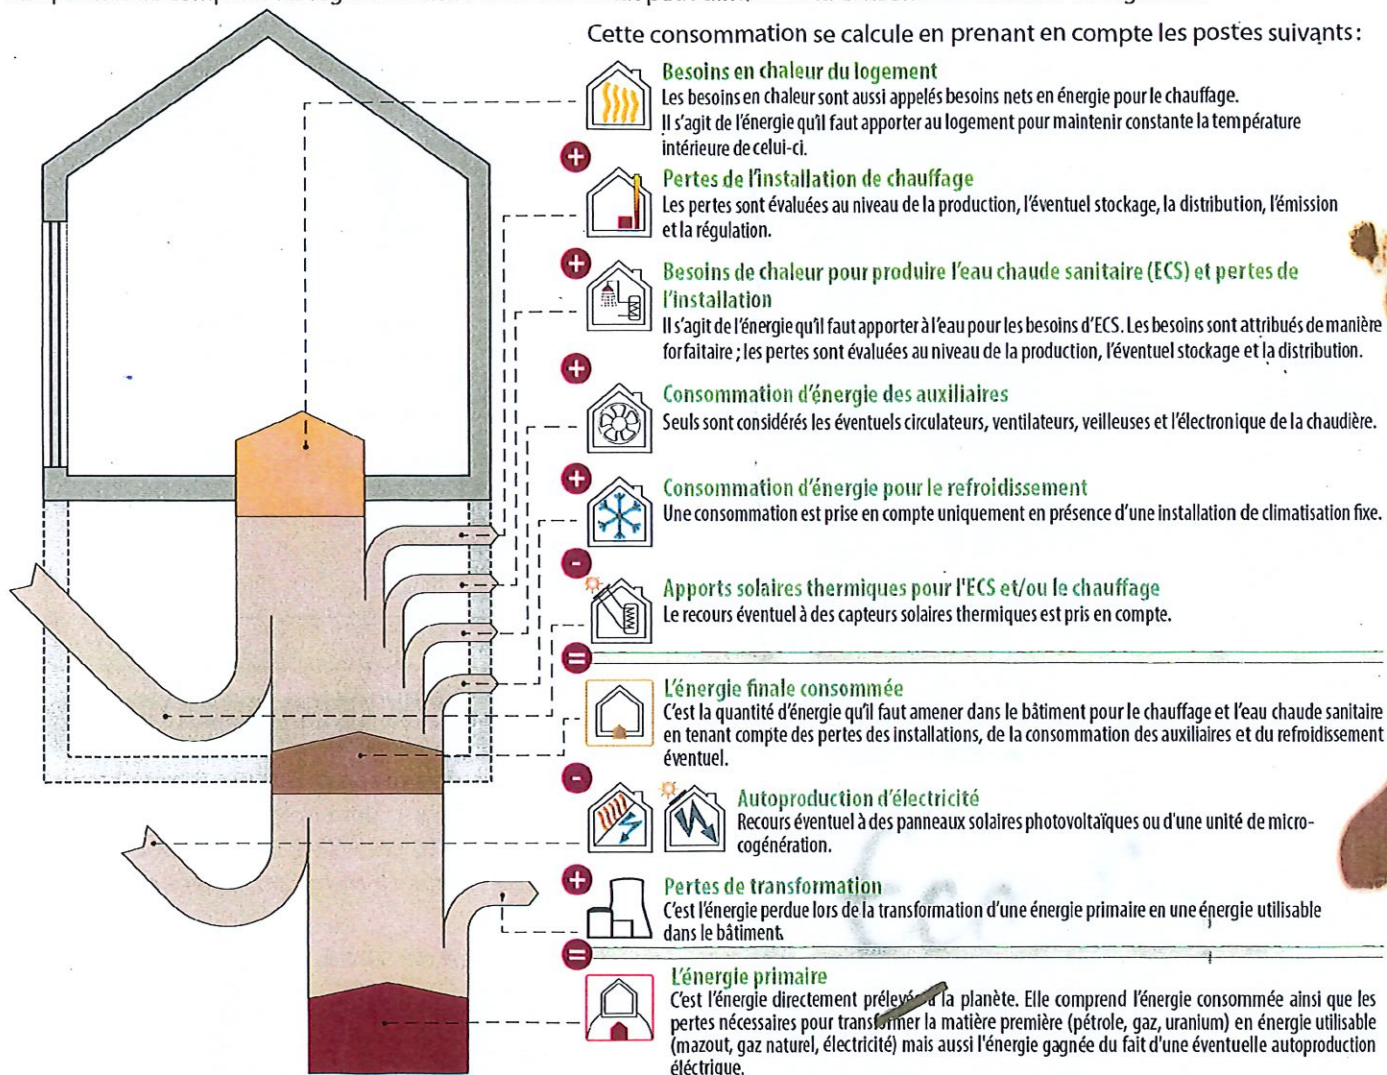 Cette consommation se calcule en prenant en compte les postes suivants :
Besoins en chaleur du logement
Les besoins en chaleur sont aussi appelés besoins nets en énergie pour le chauffage.
Il s'agit de l'énergie qu'il faut apporter au logement pour maintenir constante la température
intérieure de celui-ci.
+
Pertes de l'installation de chauffage
Les pertes sont évaluées au niveau de la production, l'éventuel stockage, la distribution, l'émission
et la régulation.
+
Besoins de chaleur pour produire l'eau chaude sanitaire (ECS) et pertes de
l'installation
Il s'agit de l'énergie qu'il faut apporter à l'eau pour les besoins d'ECS. Les besoins sont attribués de manière
forfaitaire ; les pertes sont évaluées au niveau de la production, l'éventuel stockage et la distribution.
+
Consommation d'énergie des auxiliaires
Seuls sont considérés les éventuels circulateurs, ventilateurs, veilleuses et l'électronique de la chaudière.
+
Consommation d'énergie pour le refroidissement
Une consommation est prise en compte uniquement en présence d'une installation de climatisation fixe.
-
Apports solaires thermiques pour l'ECS et/ou le chauffage
Le recours éventuel à des capteurs solaires thermiques est pris en compte.
=
L'énergie finale consommée
C'est la quantité d'énergie qu'il faut amener dans le bâtiment pour le chauffage et l'eau chaude sanitaire
en tenant compte des pertes des installations, de la consommation des auxiliaires et du refroidissement
éventuel.
-
Autoproduction d'électricité
Recours éventuel à des panneaux solaires photovoltaïques ou d'une unité de micro-
cogénération.
+
Pertes de transformation
C'est l'énergie perdue lors de la transformation d'une énergie primaire en une énergie utilisable
dans le bâtiment.
=
L'énergie primaire
C'est l'énergie directement prélevée à la planète. Elle comprend l'énergie consommée ainsi que les
pertes nécessaires pour transformer la matière première (pétrole, gaz, uranium) en énergie utilisable
(mazout, gaz naturel, électricité) mais aussi l'énergie gagnée du fait d'une éventuelle autoproduction
éléctrique.